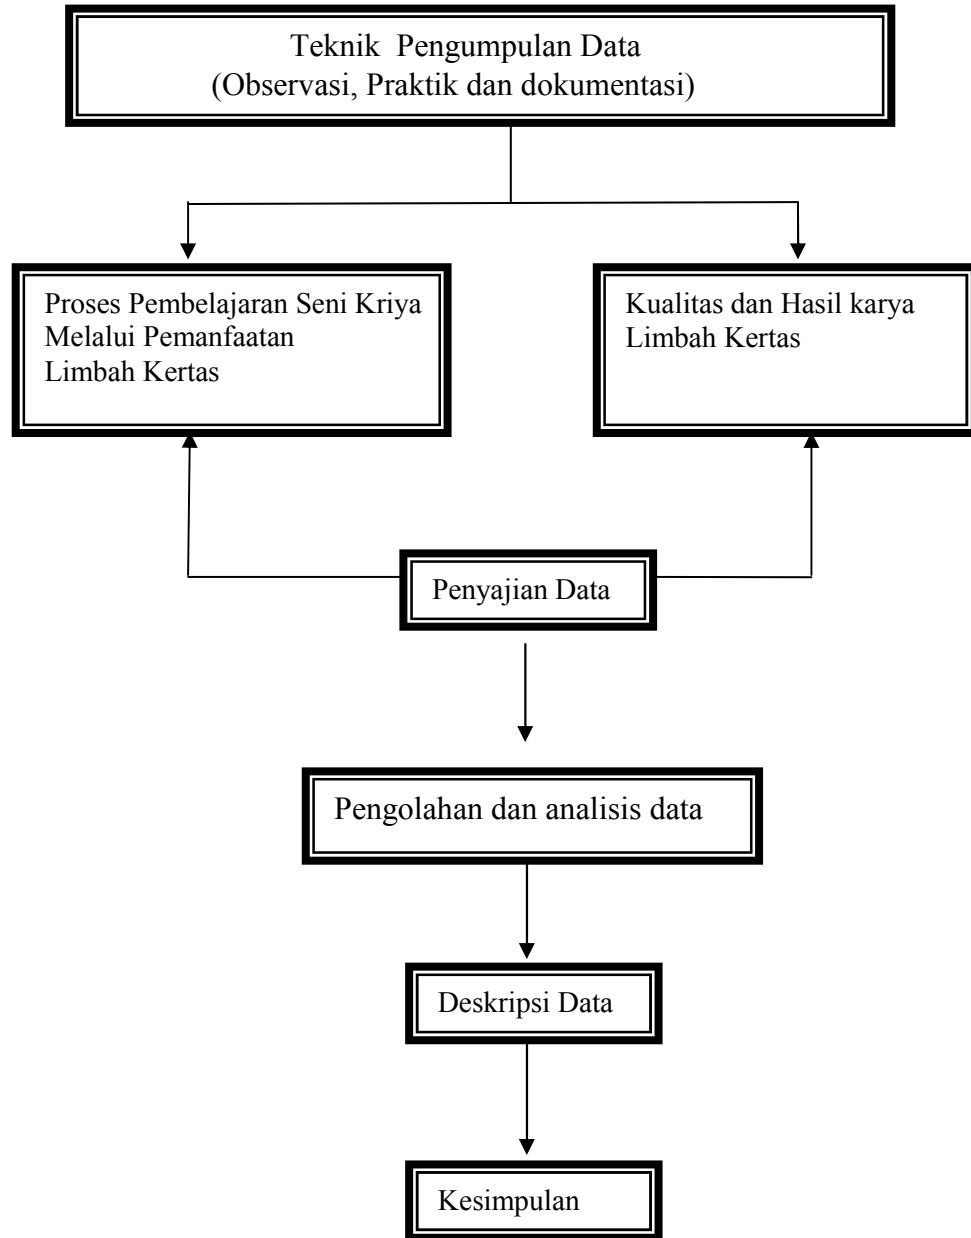 Teknik Pengumpulan Data
(Observasi, Praktik dan dokumentasi)
Proses Pembelajaran Seni Kriya
Melalui Pemanfaatan
Limbah Kertas
Kualitas dan Hasil karya
Limbah Kertas
Penyajian Data
Pengolahan dan analisis data
Deskripsi Data
Kesimpulan